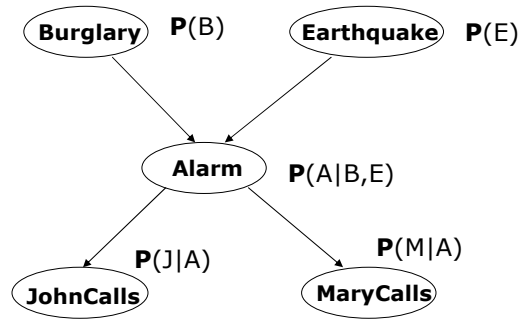 Burglary P(B)
Earthquake P(E)
Alarm P(A|B,E)
P(J|A)
P(M|A)
JohnCalls
MaryCalls